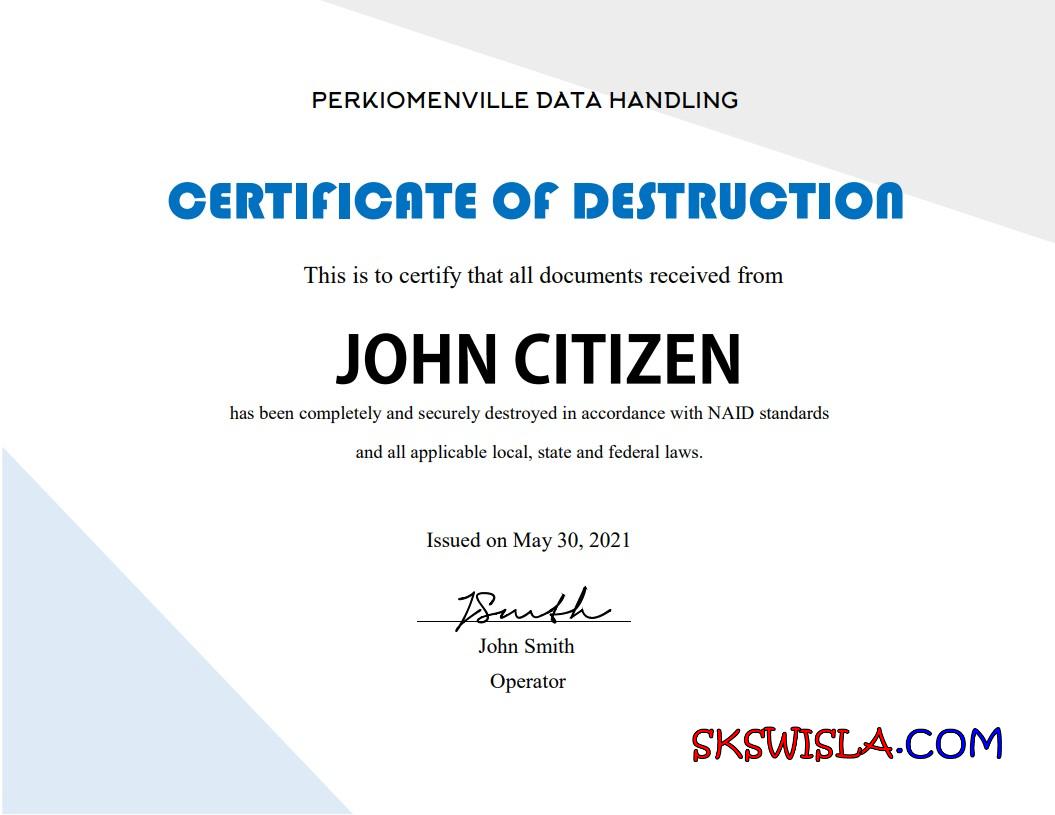 PERKIOMENVILLE DATA HANDLING
CERTIFICATE OF DESTRUCTION
This is to certify that all documents received from
JOHN CITIZEN
has been completely and securely destroyed in accordance with NAID standards
and all applicable local, state and federal laws.
Issued on May 30, 2021
JSmith
John Smith
Operator
SKSWISLA.COM